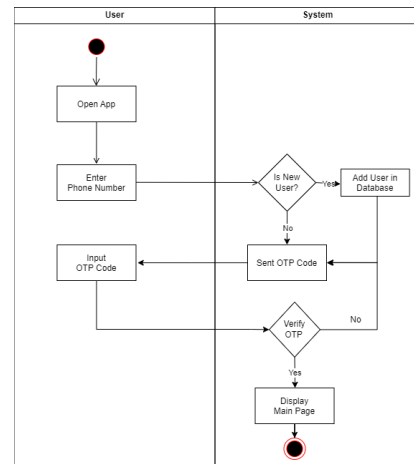 User
System
Open App
Enter
Phone Number
Is New
User?
Yes
Add User in
Database
No
Input
OTP Code
Sent OTP Code
Verify
OTP
No
Yes
Display
Main Page